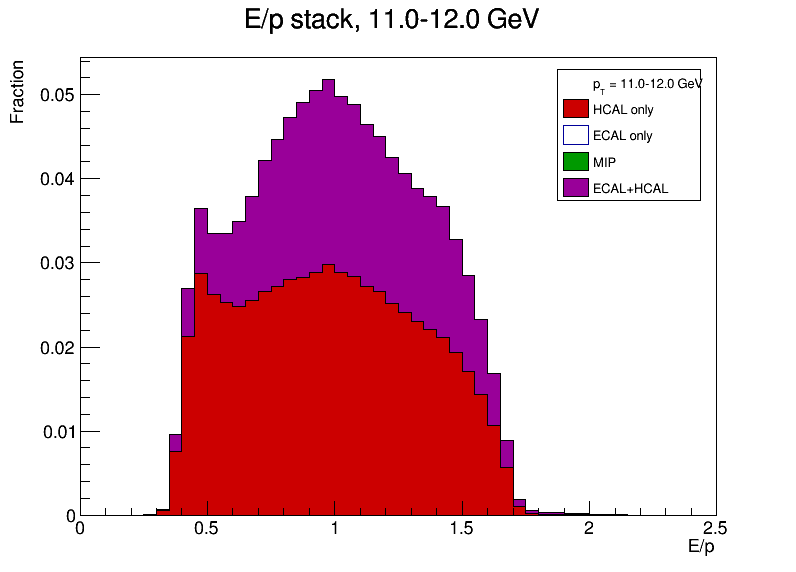 E/p stack, 11.0-12.0 GeV
Fraction
p_T = 11.0-12.0 GeV
HCAL only
ECAL only
MIP
ECAL+HCAL
0.05
0.04
0.03
0.02
0.01
0
0 0.5 1 1.5 2 2.5
E/p